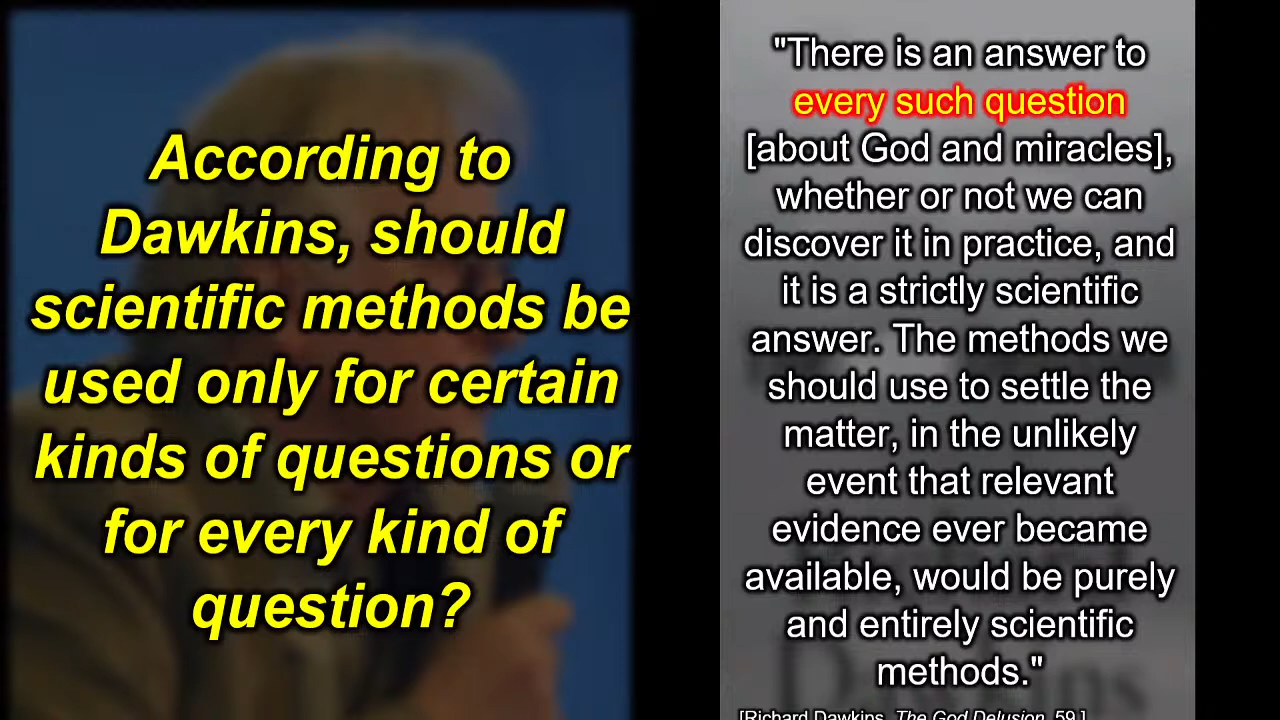 According to
Dawkins, should
scientific methods be
used only for certain
kinds of questions or
for every kind of
question?
"There is an answer to
every such question
[about God and miracles],
whether or not we can
discover it in practice, and
it is a strictly scientific
answer. The methods we
should use to settle the
matter, in the unlikely
event that relevant
evidence ever became
available, would be purely
and entirely scientific
methods."
[Richard Dawkins, The God Delusion, 59.]